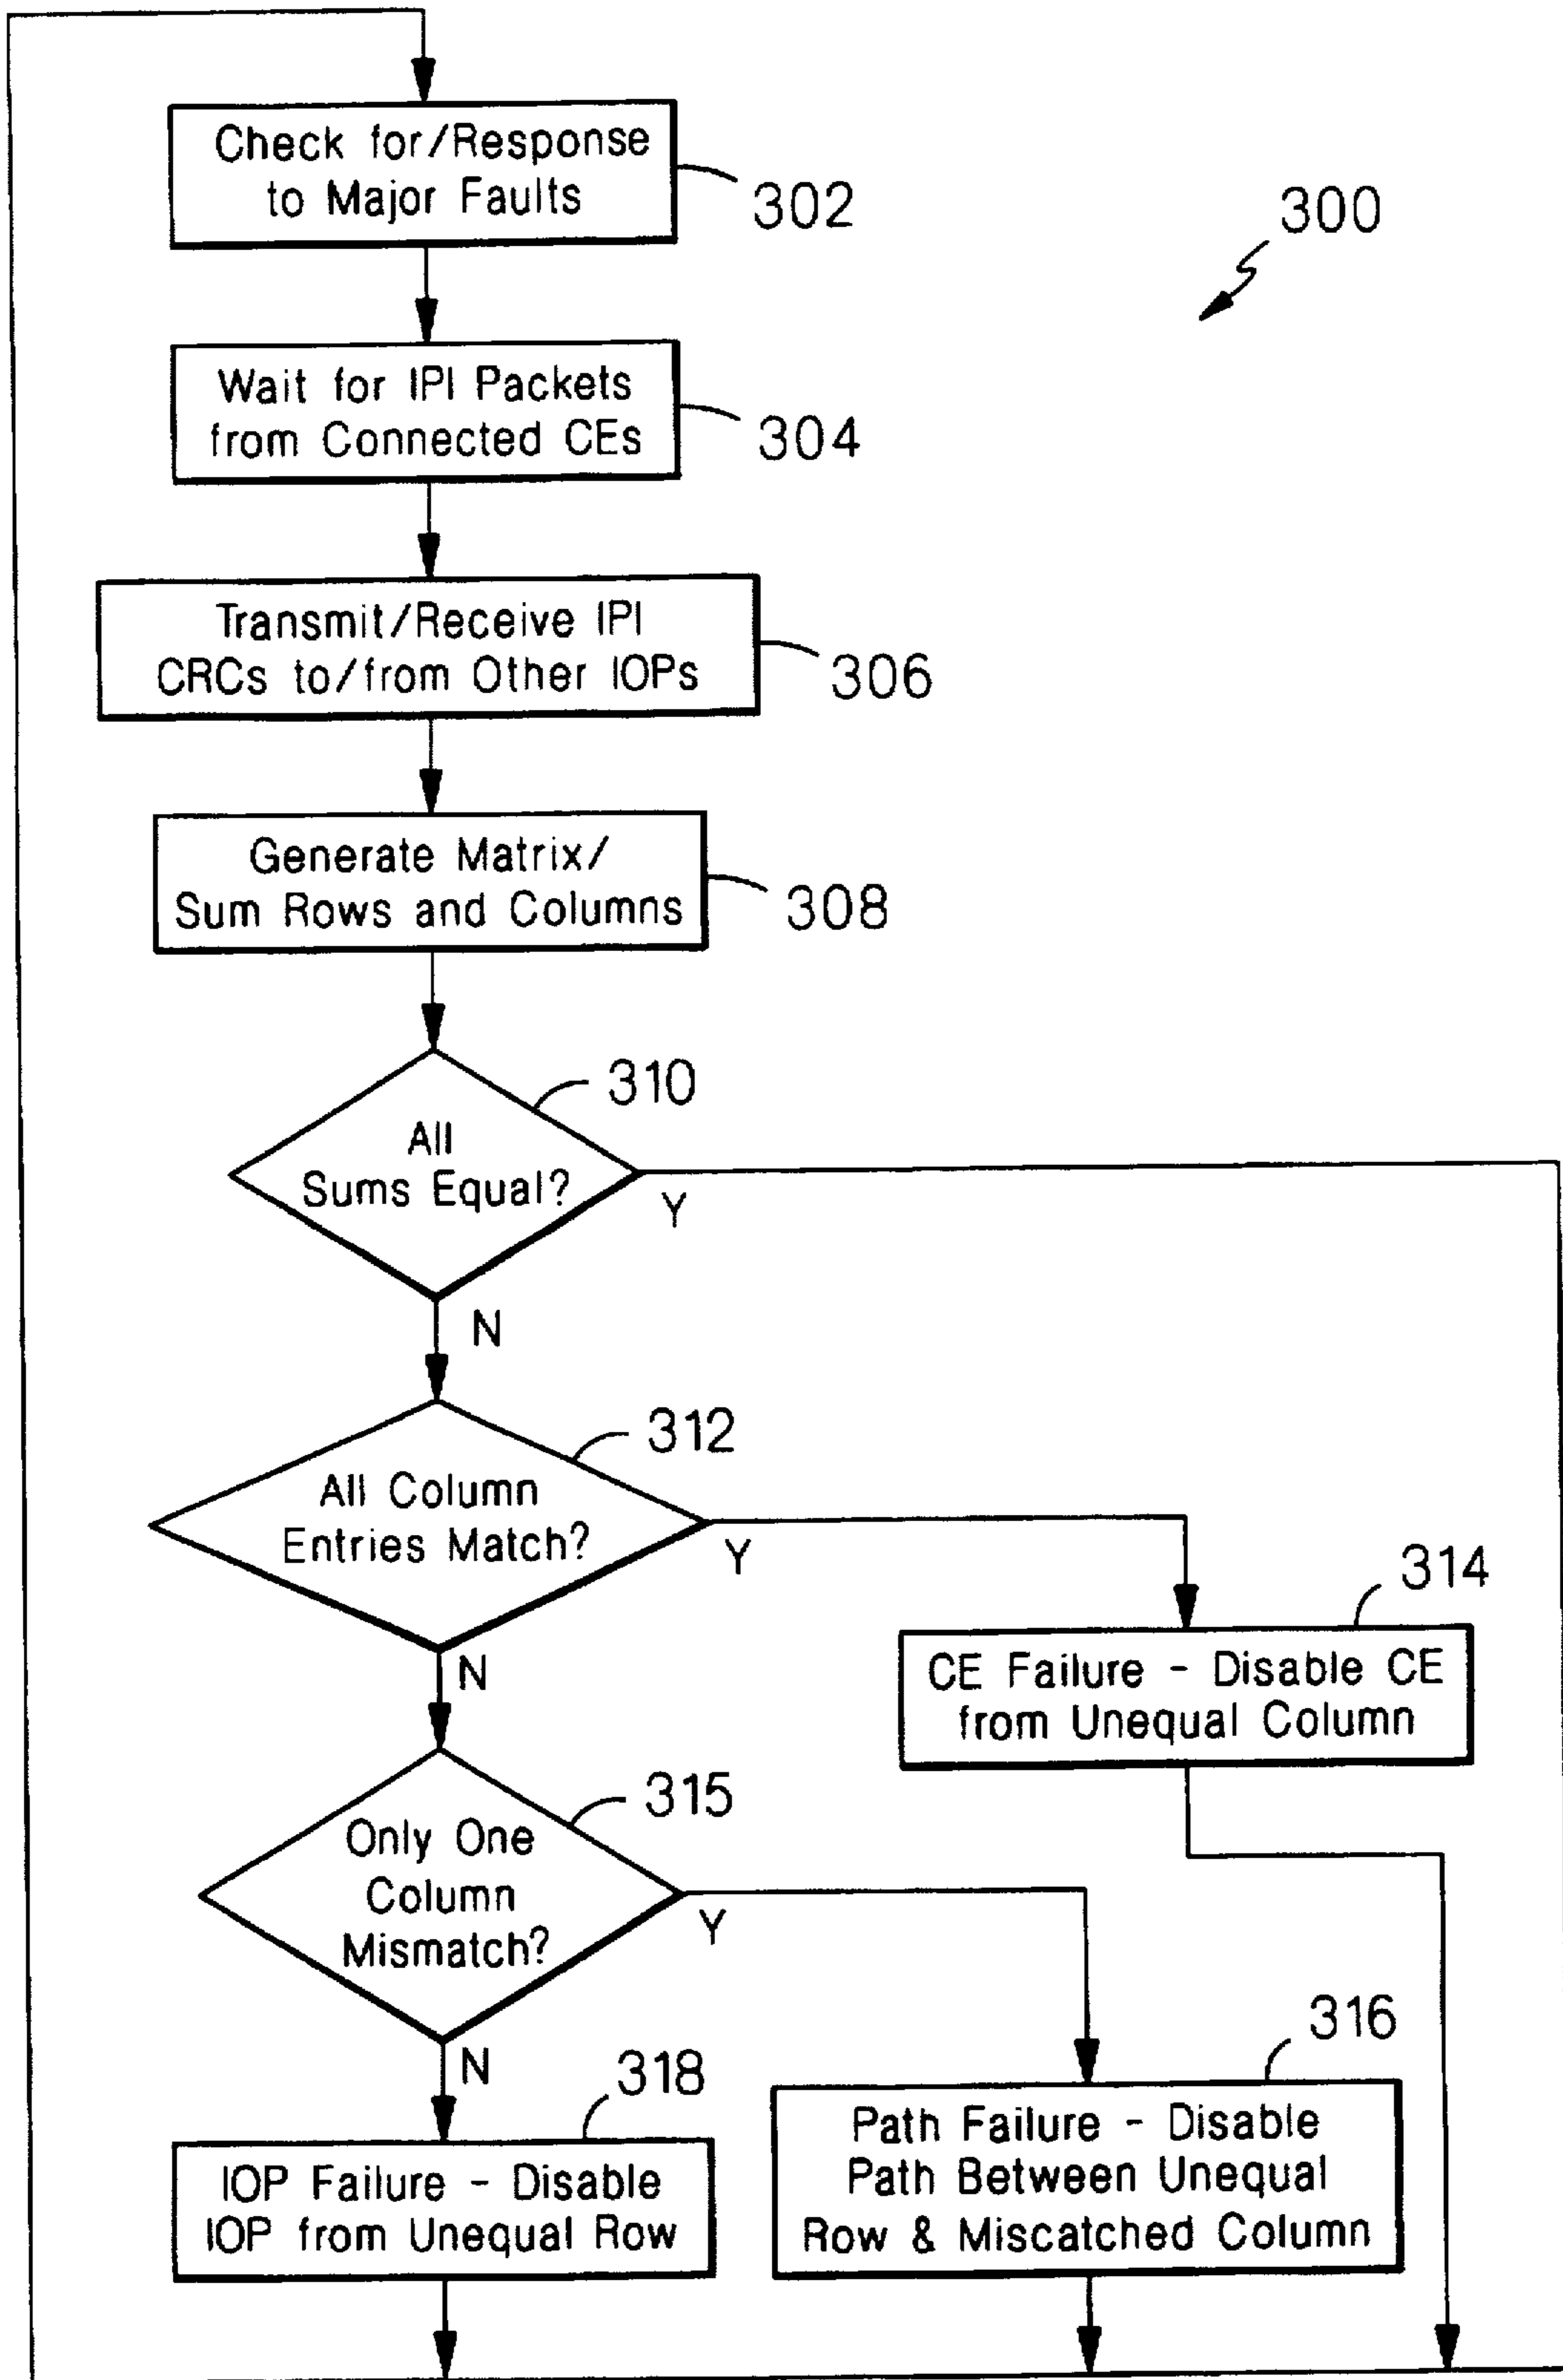 Check for/Response
to Major Faults
302
300
Wait for IPI Packets
from Connected CEs
304
Transmit/Receive IPI
CRCs to/from Other IOPs
306
Generate Matrix/
Sum Rows and Columns
308
310
All
Sums Equal?
Y
N
312
All Column
Entries Match?
Y
N
314
CE Failure - Disable CE
from Unequal Column
315
Only One
Column
Mismatch?
Y
N
316
Path Failure - Disable
Path Between Unequal
Row & Miscatched Column
318
IOP Failure - Disable
IOP from Unequal Row